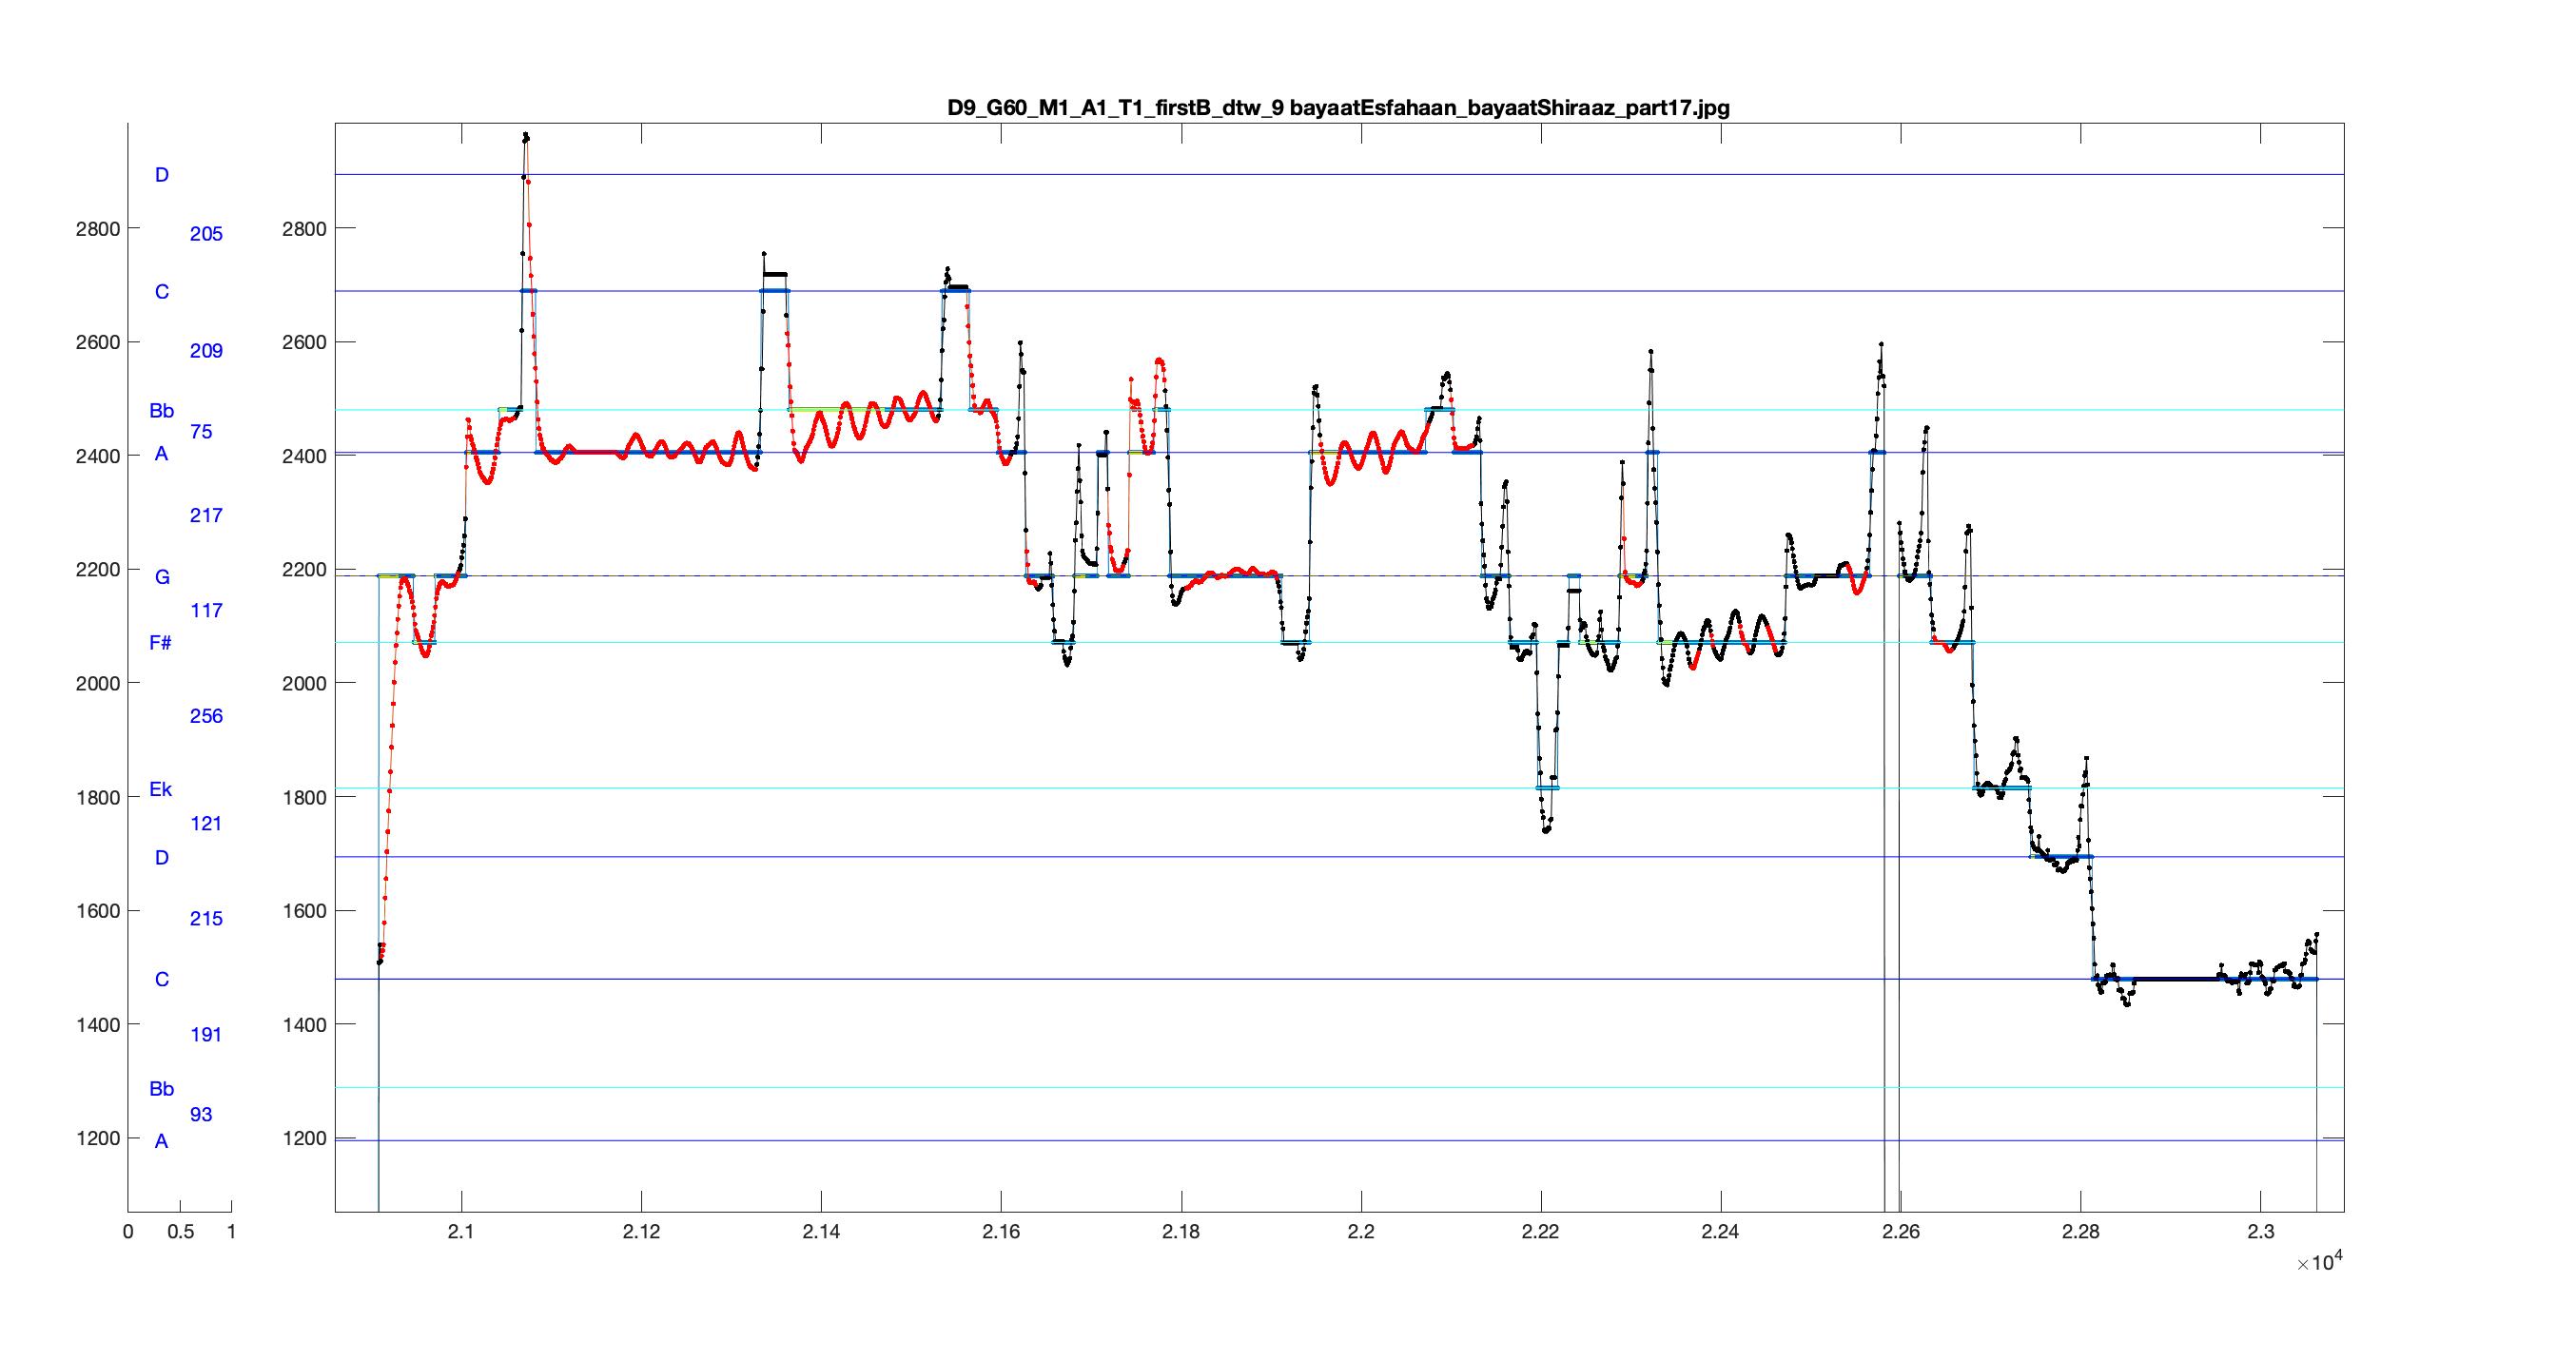 D9_G60_M1_A1_T1_firstB_dtw_9 bayaatEsfahaan_bayaatShiraaz_part17.jpg
D
2800 205 2800
C
2600 209 2600
Bb
75
2400 A 2400
217
2200 G 2200
117
F#
2000 256 2000
1800 Ek 1800
121
D
1600 215 1600
C
1400 191 1400
Bb
93
1200 A 1200
0 0.5 1 2.1 2.12 2.14 2.16 2.18 2.2 2.22 2.24 2.26 2.28 2.3
×10^4